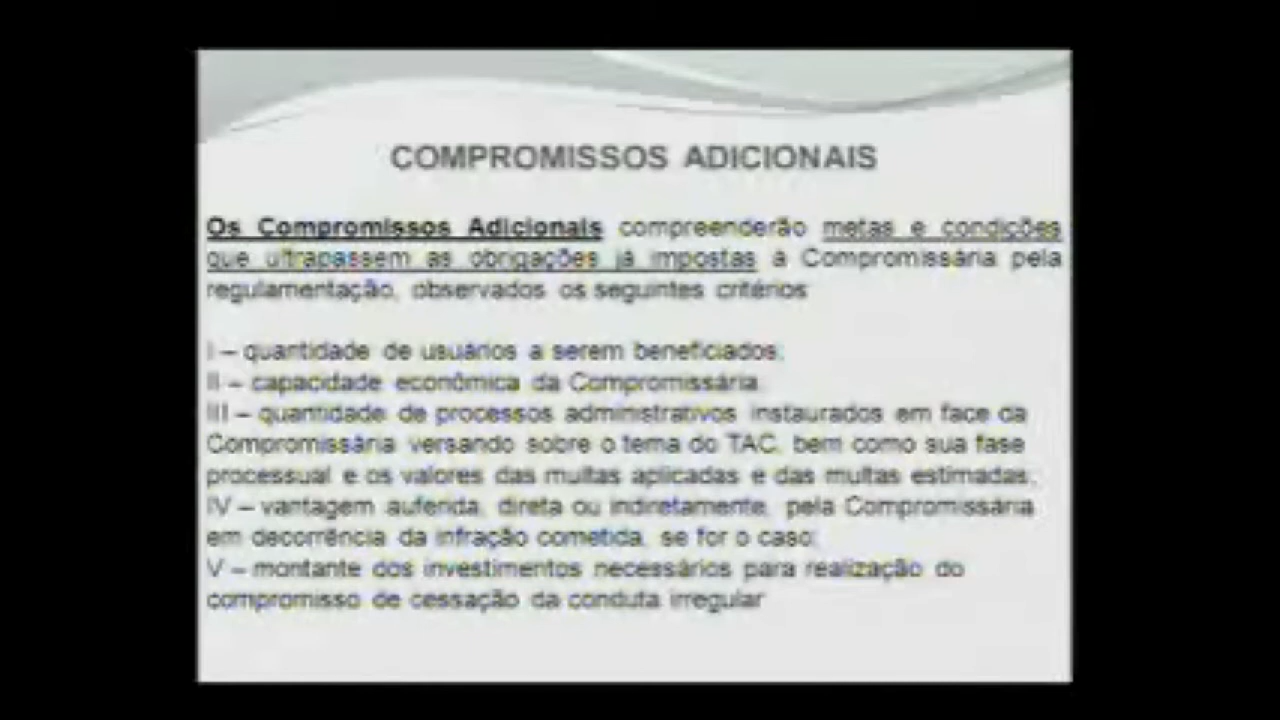 COMPROMISSOS ADICIONAIS
Os Compromissos Adicionais compreenderão metas e condições
que ultrapassem as obrigações já impostas à Compromissária pela
regulamentação, observados os seguintes critérios
I – quantidade de usuários a serem beneficiados;
II – capacidade econômica da Compromissária
III – quantidade de processos administrativos instaurados em face da
Compromissária versando sobre o tema do TAC, bem como sua fase
processual e os valores das multas aplicadas e das multas estimadas;
IV – vantagem auferida, direta ou indiretamente, pela Compromissária
em decorrência da infração cometida, se for o caso;
V – montante dos investimentos necessários para realização do
compromisso de cessação da conduta irregular